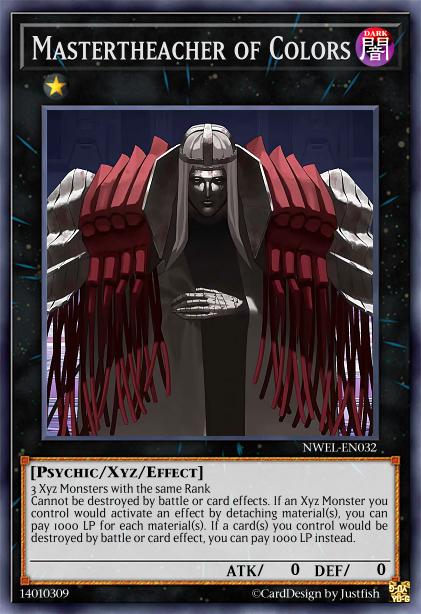 MASTERTHEACHER OF COLORS
DARK
闇
NWEL-EN032
[PSYCHIC/XYZ/EFFECT]
3 Xyz Monsters with the same Rank
Cannot be destroyed by battle or card effects. If an Xyz Monster you
control would activate an effect by detaching material(s), you can
pay 1000 LP for each material(s). If a card(s) you control would be
destroyed by battle or card effect, you can pay 1000 LP instead.
ATK/ 0 DEF/ 0
14010309
©CardDesign by Justfish